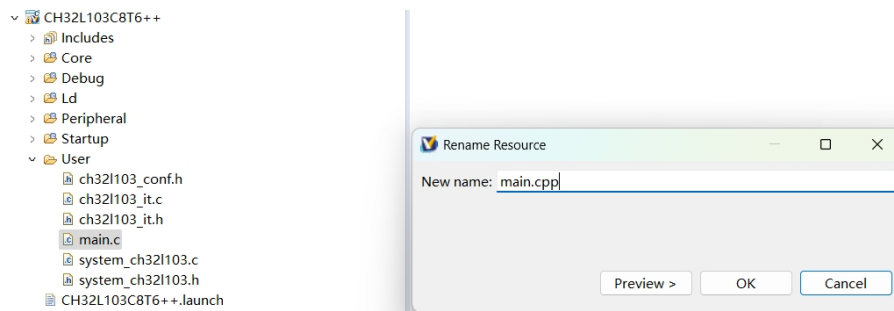 CH32L103C8T6++
Includes
Core
Debug
Ld
Peripheral
Startup
User
ch32l103_conf.h
ch32l103_it.c
ch32l103_it.h
main.c
system_ch32l103.c
system_ch32l103.h
CH32L103C8T6++.launch
Rename Resource
New name: main.cpp
Preview > OK Cancel